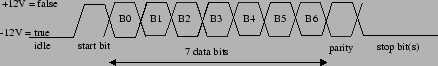 +12V = false
B0 B1 B2 B3 B4 B5 B6
-12V = true
idle start bit 7 data bits parity stop bit(s)